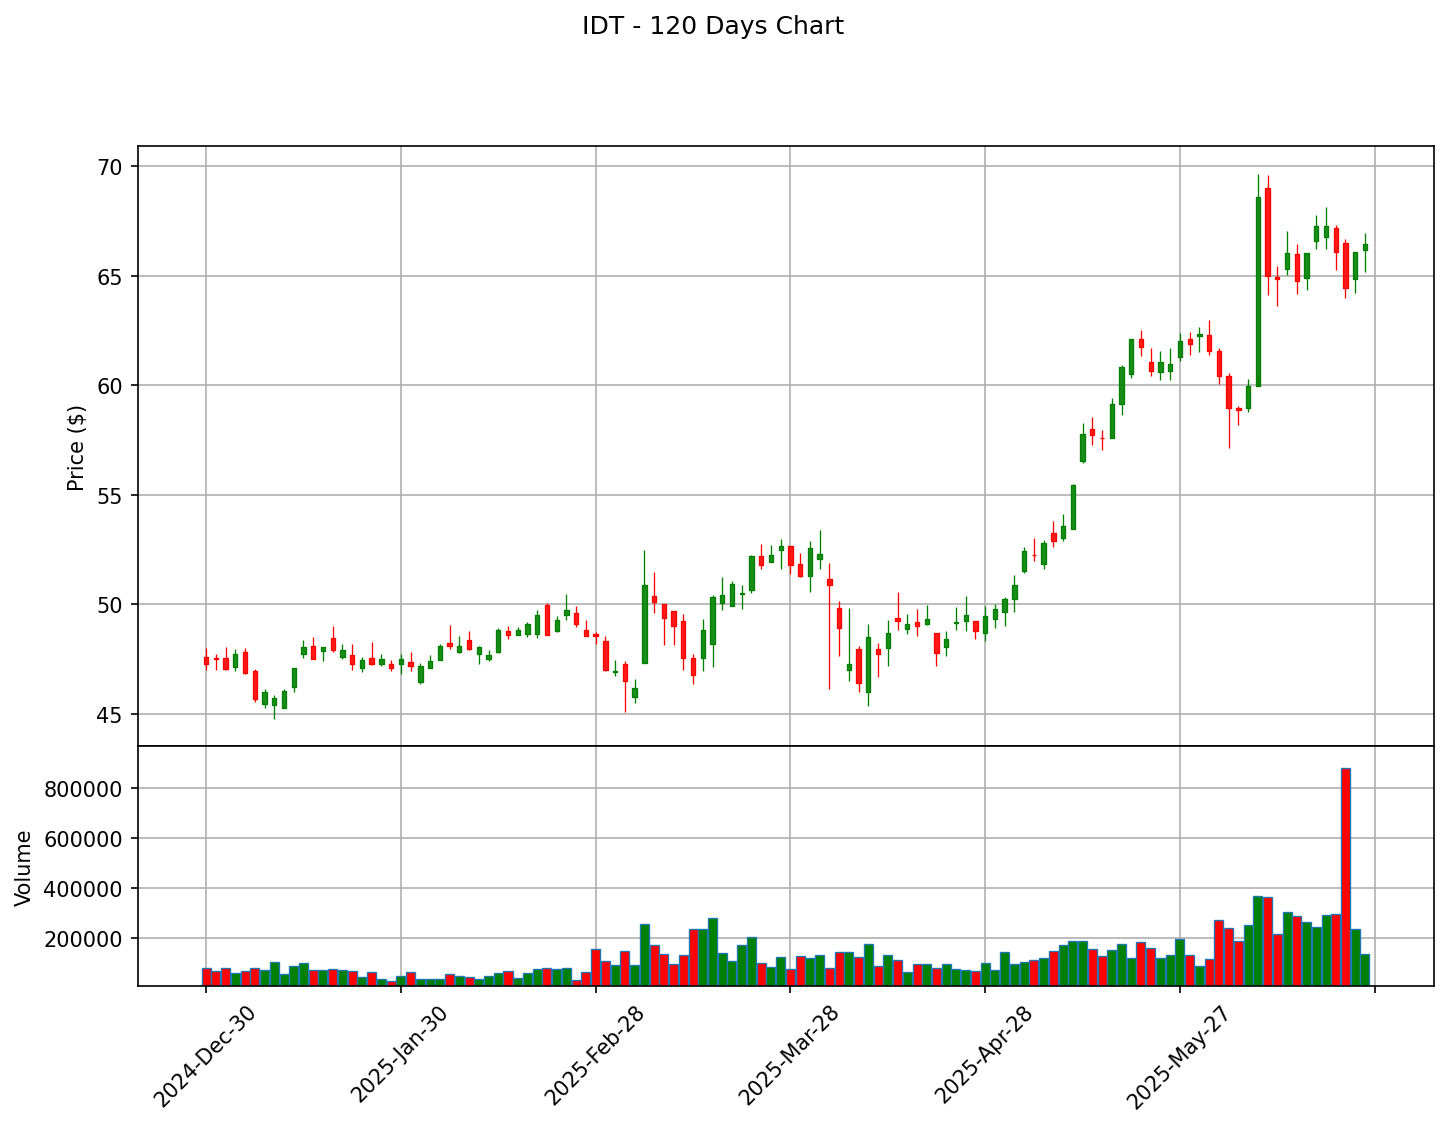 IDT - 120 Days Chart
70
65
60
55
50
45
Price ($)
800000
600000
400000
200000
Volume
2024-Dec-30
2025-Jan-30
2025-Feb-28
2025-Mar-28
2025-Apr-28
2025-May-27